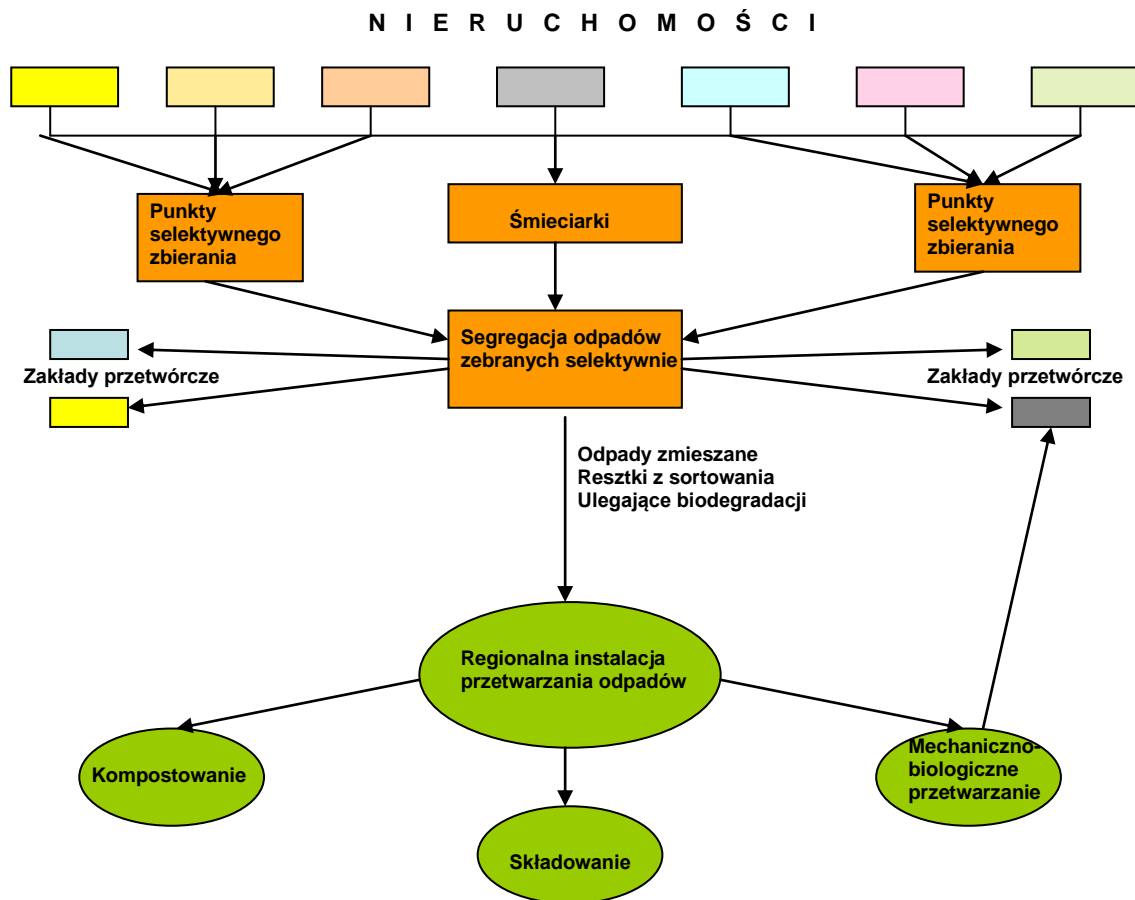 N I E R U C H O M O Ś C I
Punkty
selektywnego
zbierania
Śmieciarki
Punkty
selektywnego
zbierania
Segregacja odpadów
zebranych selektywnie
Zakłady przetwórcze
Zakłady przetwórcze
Odpady zmieszane
Resztki z sortowania
Ulegające biodegradacji
Regionalna instalacja
przetwarzania odpadów
Kompostowanie
Mechaniczno-
biologiczne
przetwarzanie
Składowanie